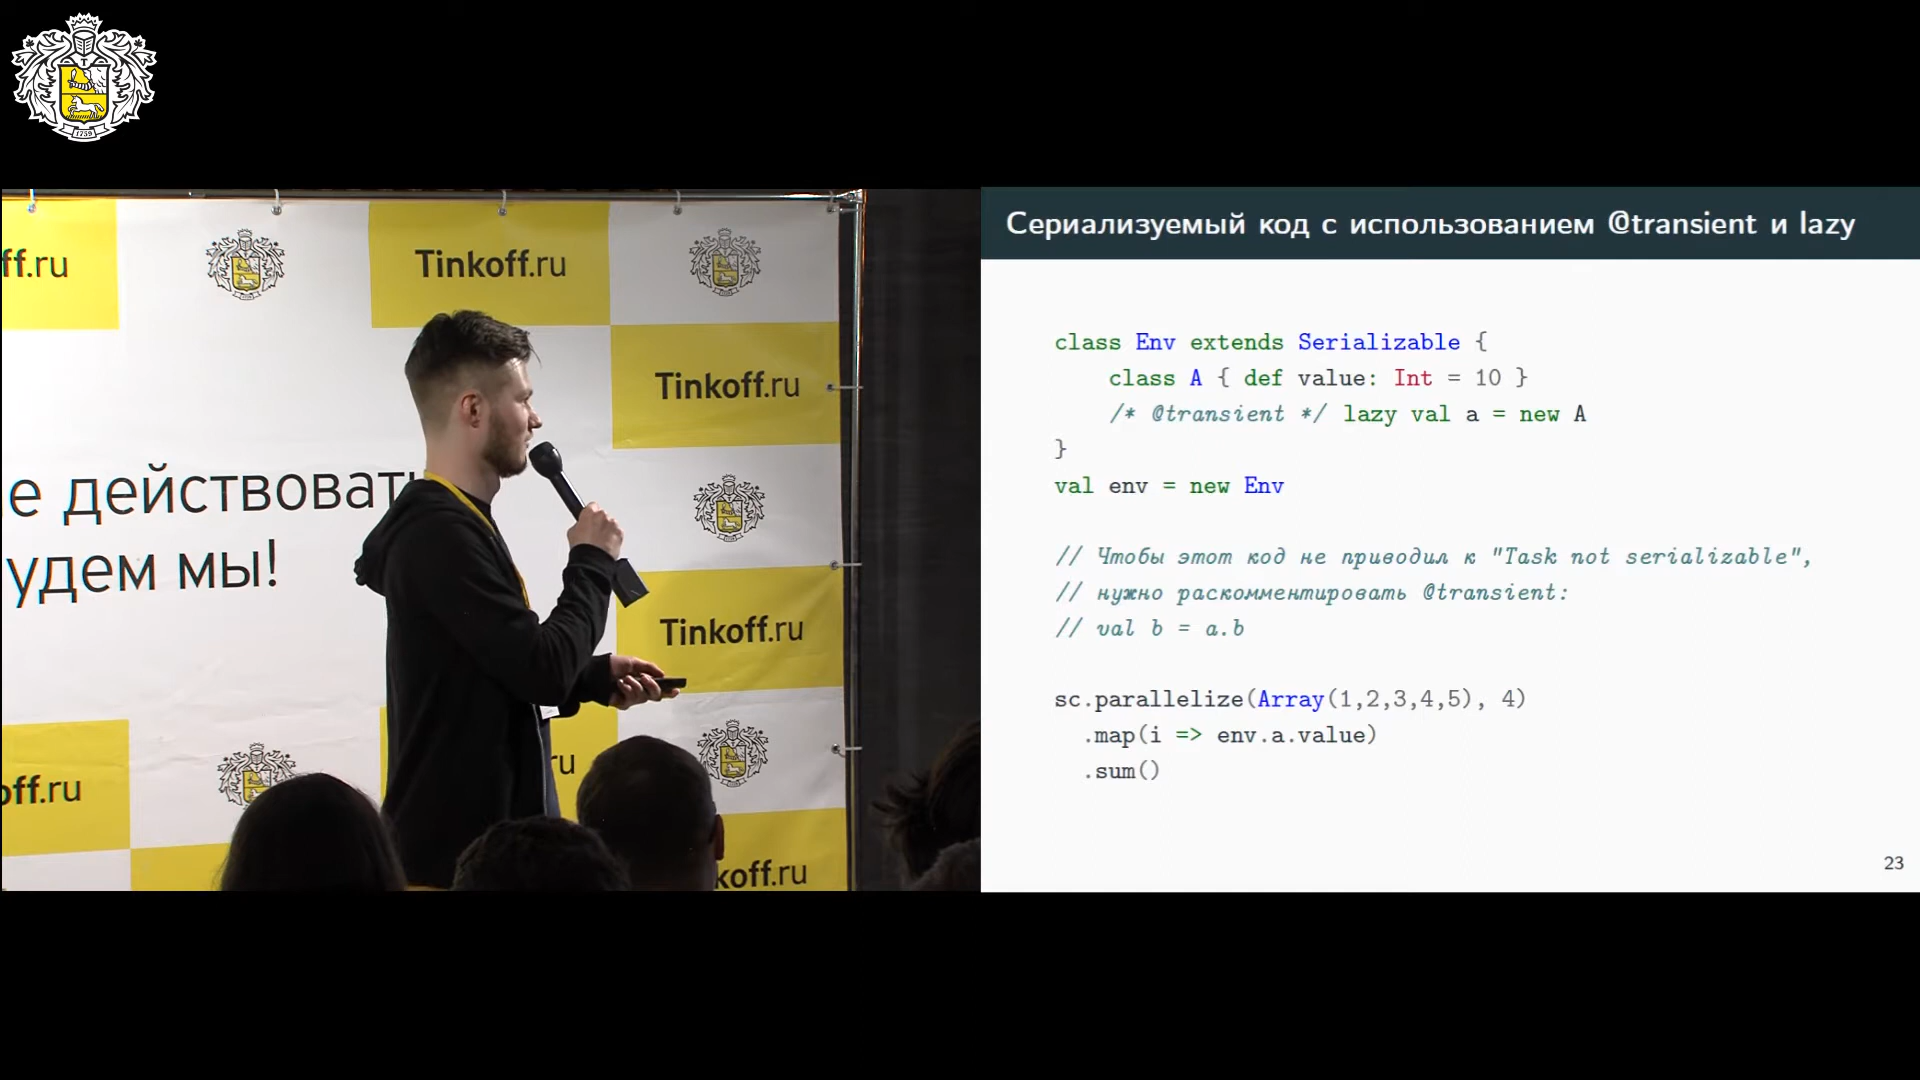 1759
ff.ru
Tinkoff.ru
Tinkoff.ru
е действовать
удем мы!
Tinkoff.ru
ru
off.ru
koff.ru
Сериализуемый код с использованием @transient и lazy
class Env extends Serializable {
class A { def value: Int = 10 }
/* @transient */ lazy val a = new A
}
val env = new Env
// Чтобы этот код не приводил к "Task not serializable",
// нужно раскомментировать @transient:
// val b = a.b
sc.parallelize(Array(1,2,3,4,5), 4)
.map(i => env.a.value)
.sum()
23